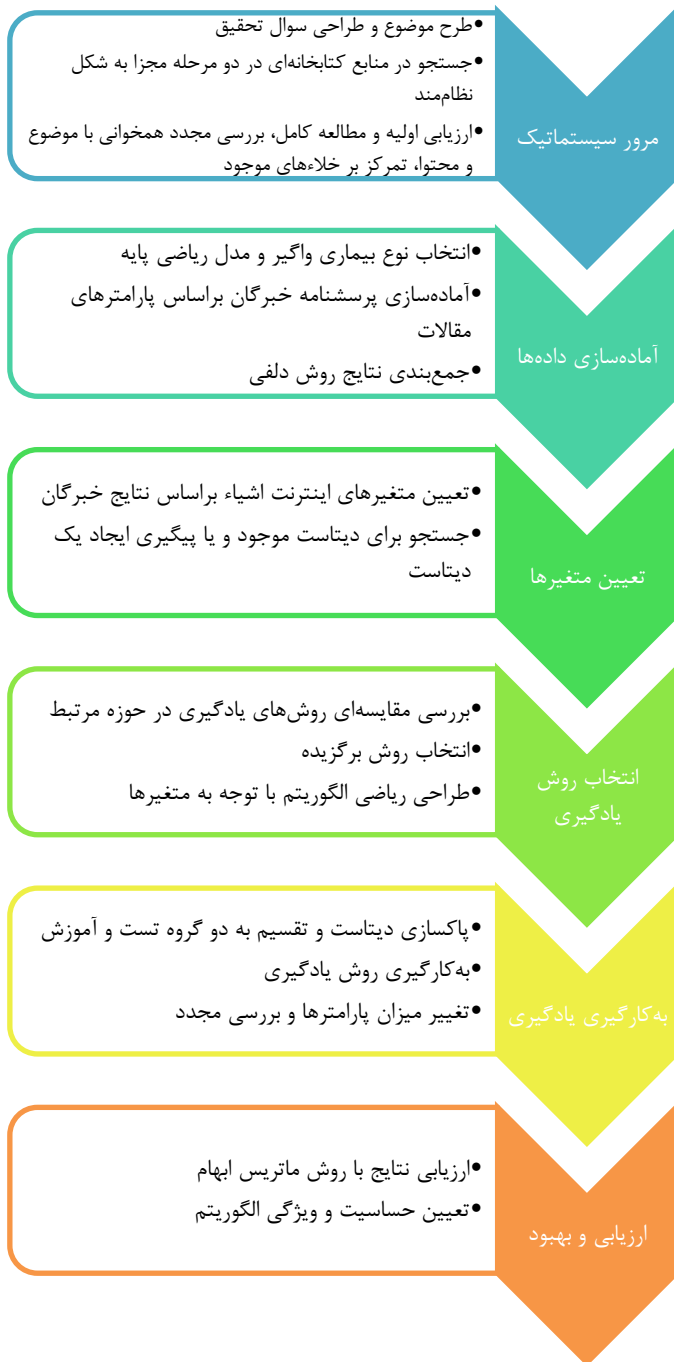 مرور سیستماتیک
•طرح موضوع و طراحی سوال تحقیق
•جستجو در منابع کتابخانه‌ای در دو مرحله مجزا به شکل
نظام‌مند
•ارزیابی اولیه و مطالعه کامل، بررسی مجدد همخوانی با موضوع
و محتوا، تمرکز بر خلاءهای موجود
آماده‌سازی داده‌ها
•انتخاب نوع بیماری واگیر و مدل ریاضی پایه
•آماده‌سازی پرسشنامه خبرگان براساس پارامترهای
مقالات
•جمع‌بندی نتایج روش دلفی
تعیین متغیرها
•تعیین متغیرهای اینترنت اشیاء براساس نتایج خبرگان
•جستجو برای دیتاست موجود و یا پیگیری ایجاد یک
دیتاست
انتخاب روش
یادگیری
•بررسی مقایسه‌ای روش‌های یادگیری در حوزه مرتبط
•انتخاب روش برگزیده
•طراحی ریاضی الگوریتم با توجه به متغیرها
به‌کارگیری یادگیری
•پاکسازی دیتاست و تقسیم به دو گروه تست و آموزش
•به‌کارگیری روش یادگیری
•تغییر میزان پارامترها و بررسی مجدد
ارزیابی و بهبود
•ارزیابی نتایج با روش ماتریس ابهام
•تعیین حساسیت و ویژگی الگوریتم